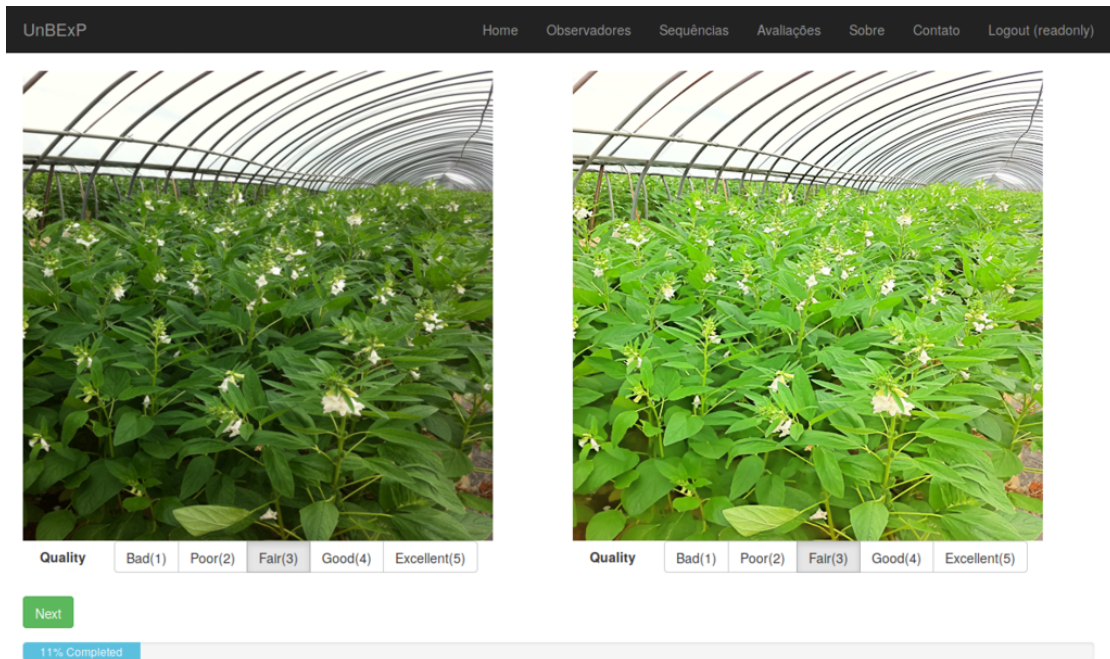 UnBExP Home Observadores Sequências Avaliações Sobre Contato Logout (readonly)
Quality Bad(1) Poor(2) Fair(3) Good(4) Excellent(5)
Quality Bad(1) Poor(2) Fair(3) Good(4) Excellent(5)
Next
11% Completed